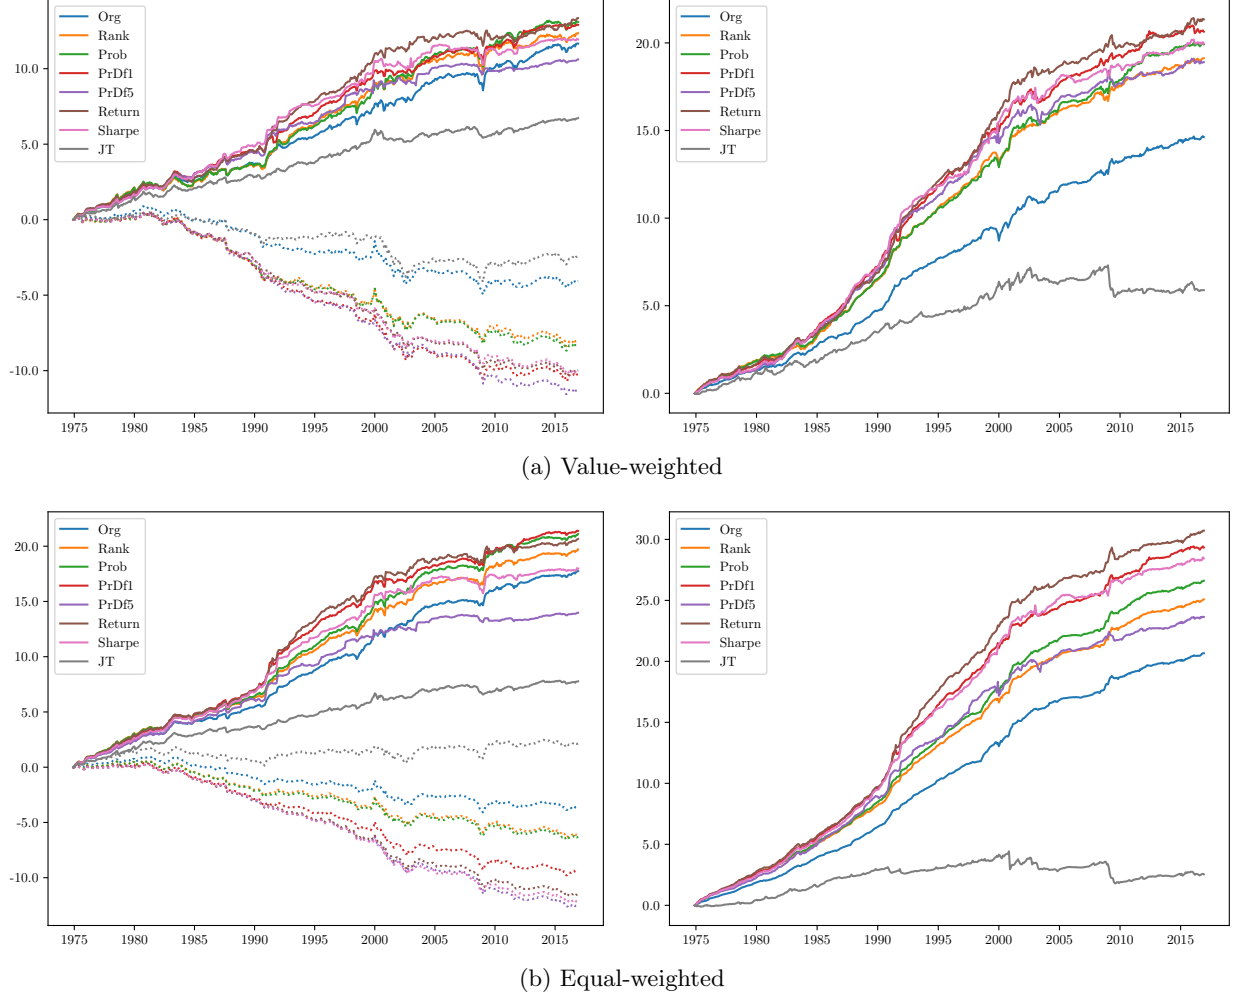 Org
Rank
Prob
PrDf1
PrDf5
Return
Sharpe
JT
10.0
5.0
0.0
-5.0
-10.0
1975 1980 1985 1990 1995 2000 2005 2010 2015
Org
Rank
Prob
PrDf1
PrDf5
Return
Sharpe
JT
20.0
15.0
10.0
5.0
0.0
1975 1980 1985 1990 1995 2000 2005 2010 2015
(a) Value-weighted
Org
Rank
Prob
PrDf1
PrDf5
Return
Sharpe
JT
20.0
15.0
10.0
5.0
0.0
-5.0
-10.0
1975 1980 1985 1990 1995 2000 2005 2010 2015
Org
Rank
Prob
PrDf1
PrDf5
Return
Sharpe
JT
30.0
25.0
20.0
15.0
10.0
5.0
0.0
1975 1980 1985 1990 1995 2000 2005 2010 2015
(b) Equal-weighted